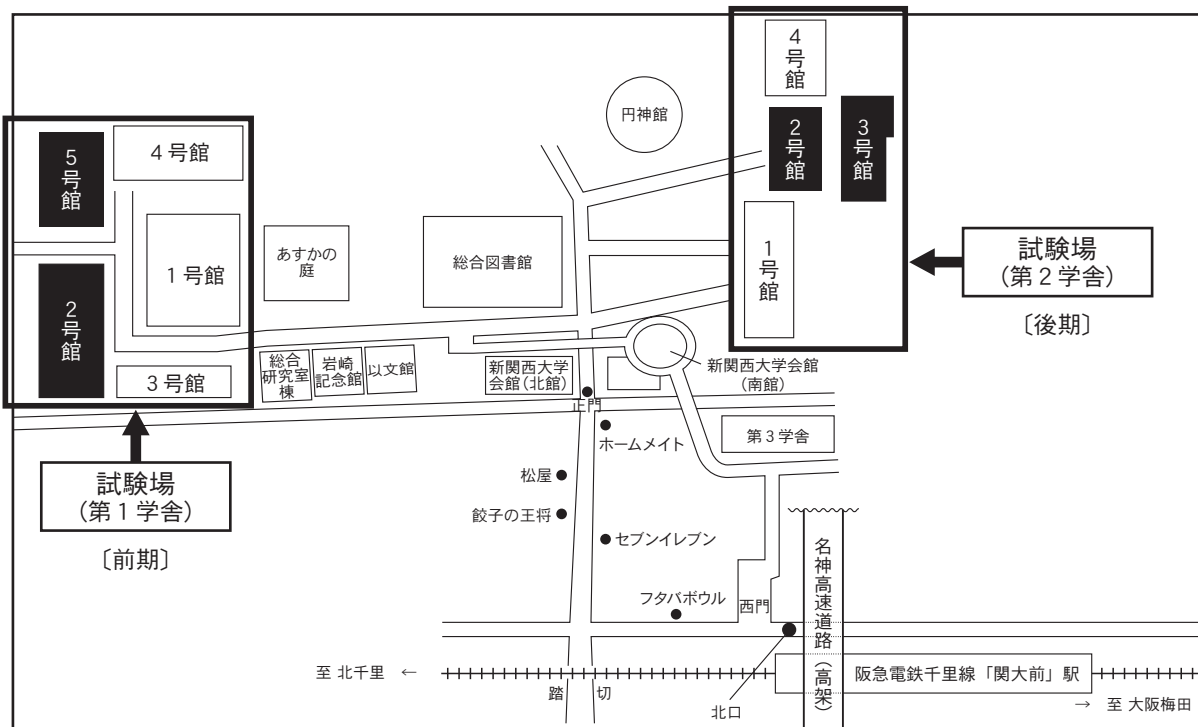 4号館
2号館
3号館
1号館
円神館
試験場
(第2学舎)
〔後期〕
5号館
4号館
1号館
2号館
3号館
試験場
(第1学舎)
〔前期〕
あすかの
庭
総合図書館
総合
研究室
棟
岩崎
記念館
以文館
新関西大学
会館(北館)
新関西大学会館
(南館)
正門
ホームメイト
第3学舎
松屋
餃子の王将
セブンイレブン
フタバボウル
西門
名神高速道路(高架)
至 北千里 ←
踏 切
北口
阪急電鉄千里線「関大前」駅
→ 至 大阪梅田